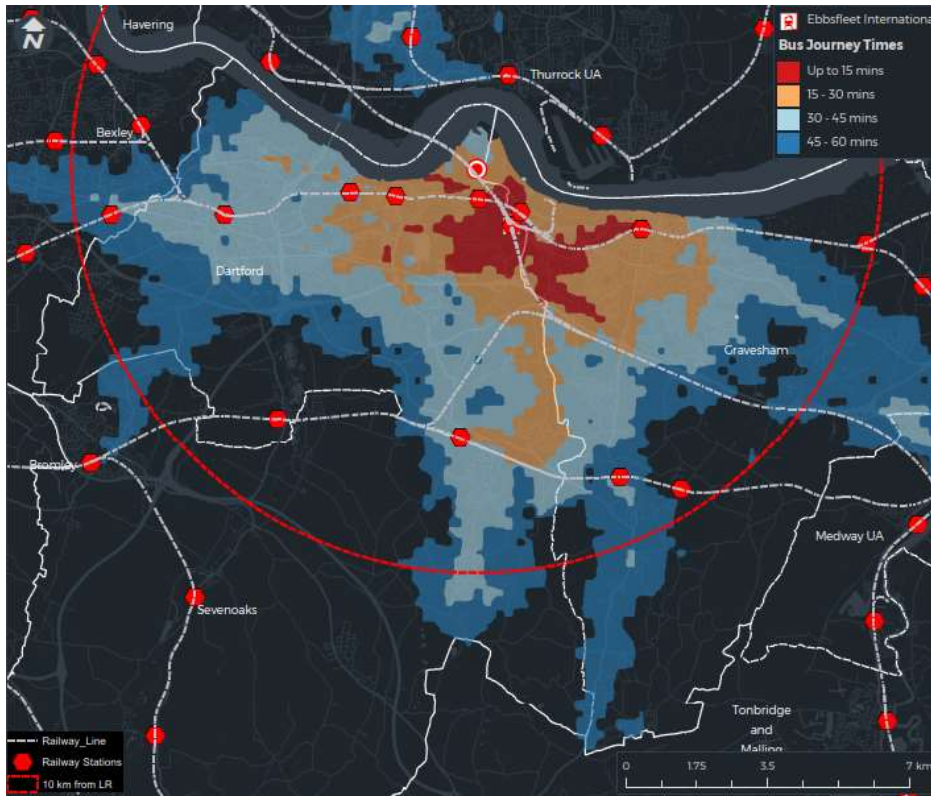 Havering
N
Ebbsfleet Internationa
Bus Journey Times
Up to 15 mins
15 - 30 mins
30 - 45 mins
45 - 60 mins
Thurrock UA
Bexley
Dartford
Gravesham
Bromley
Medway UA
Sevenoaks
Tonbridge
and
Malling
Railway_Line
Railway Stations
10 km from LR
0 1.75 3.5 7 km